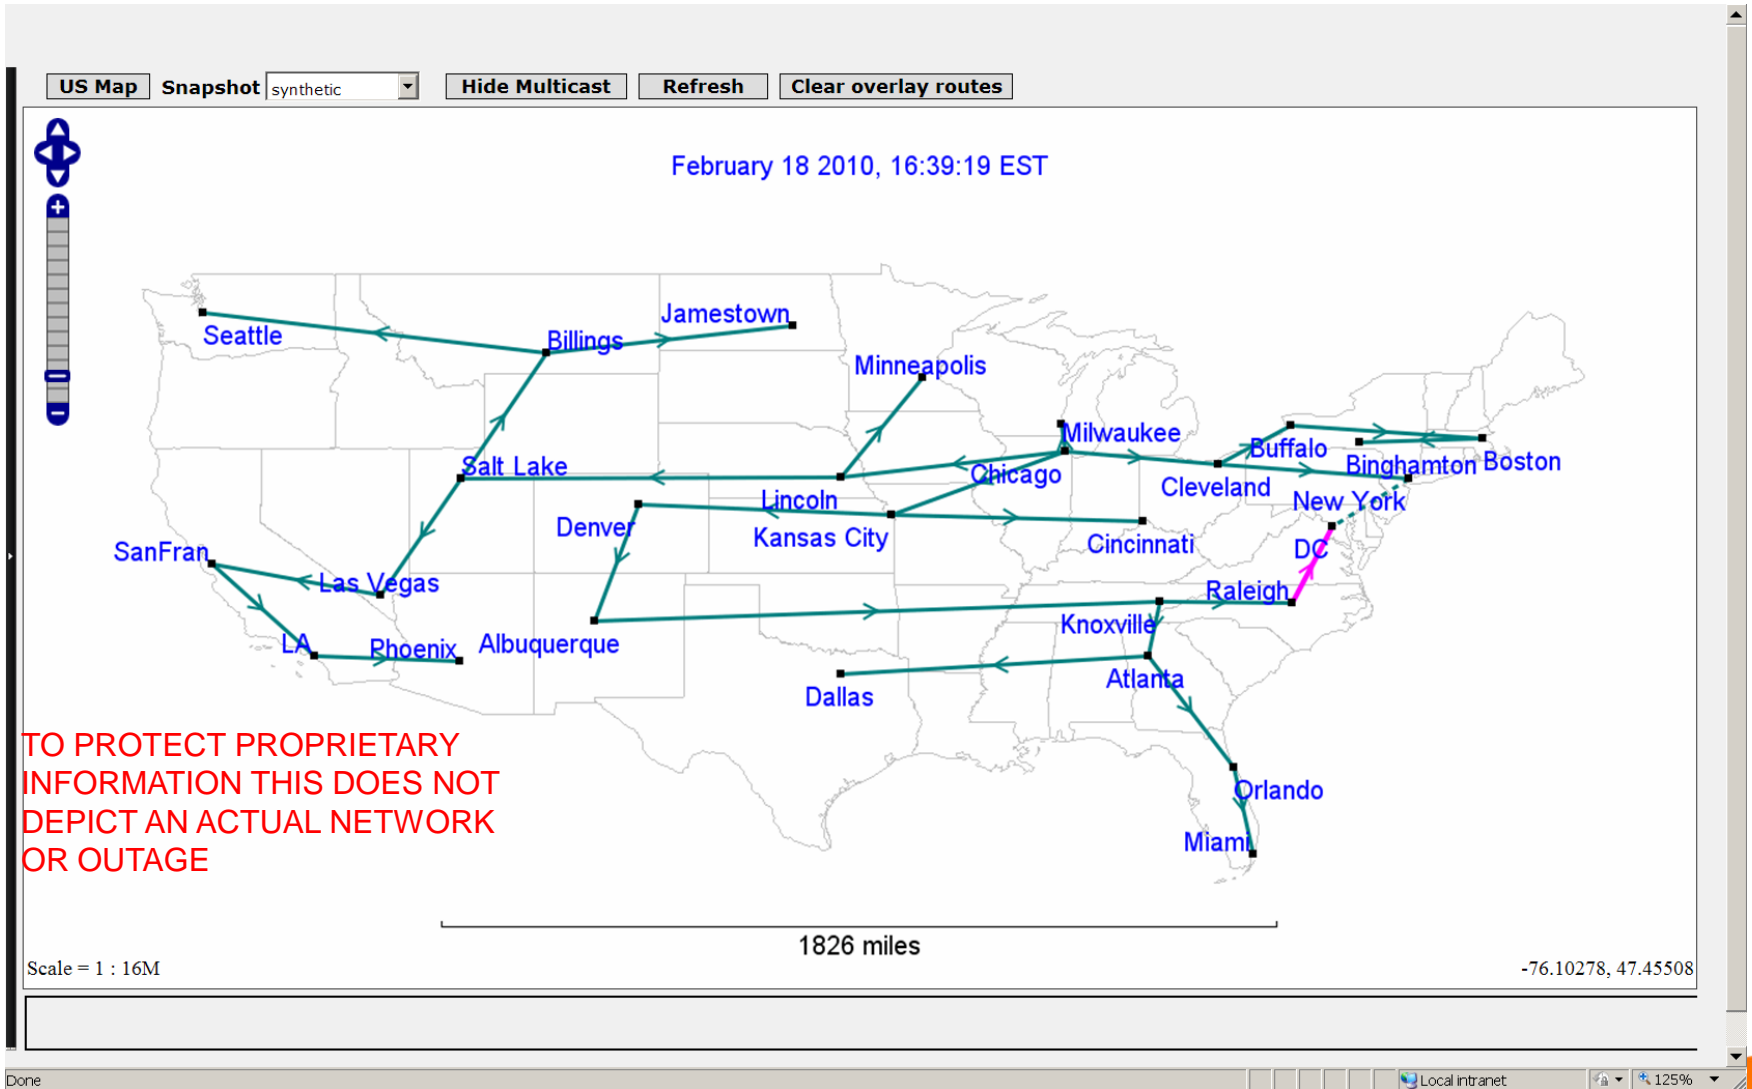 US Map Snapshot synthetic Hide Multicast Refresh Clear overlay routes
February 18 2010, 16:39:19 EST
Jamestown
Seattle
Billings
Minneapolis
Milwaukee
Buffalo
Binghamton
Boston
Salt Lake
Chicago
Cleveland
Lincoln
New York
Denver
Kansas City
Cincinnati
DC
SanFran
Las Vegas
Raleigh
Knoxville
LA
Phoenix
Albuquerque
Atlanta
Dallas
TO PROTECT PROPRIETARY
INFORMATION THIS DOES NOT
DEPICT AN ACTUAL NETWORK
OR OUTAGE
Orlando
Miami
1826 miles
Scale = 1 : 16M
-76.10278, 47.45508
Done
Local intranet
125%